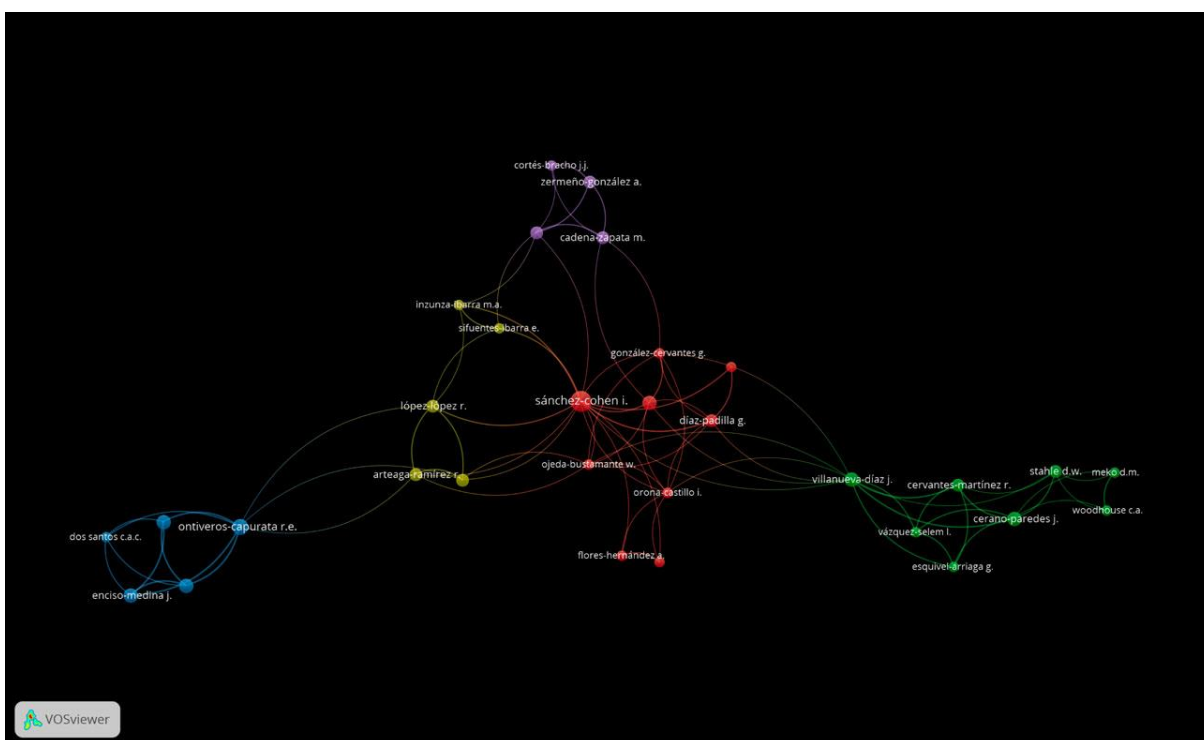 cortés-bracho j.j.
zermeño-gonzález a.
cadena-zapata m.
inzunza-ibarra m.a.
sifuentes-ibarra e.
gonzález-cervantes g.
sánchez-cohen i.
lópez-lópez r.
díaz-padilla g.
ojeda-bustamante w.
arteaga-ramírez r.
villanueva-díaz j.
stahle d.w.
meko d.m.
cervantes-martínez r.
orona-castillo i.
woodhouse c.a.
cerano-paredes j.
ontiveros-capurata r.e.
vázquez-selem l.
dos santos c.a.c.
flores-hernández a.
esquivel-arriaga g.
enciso-medina j.
VOSviewer